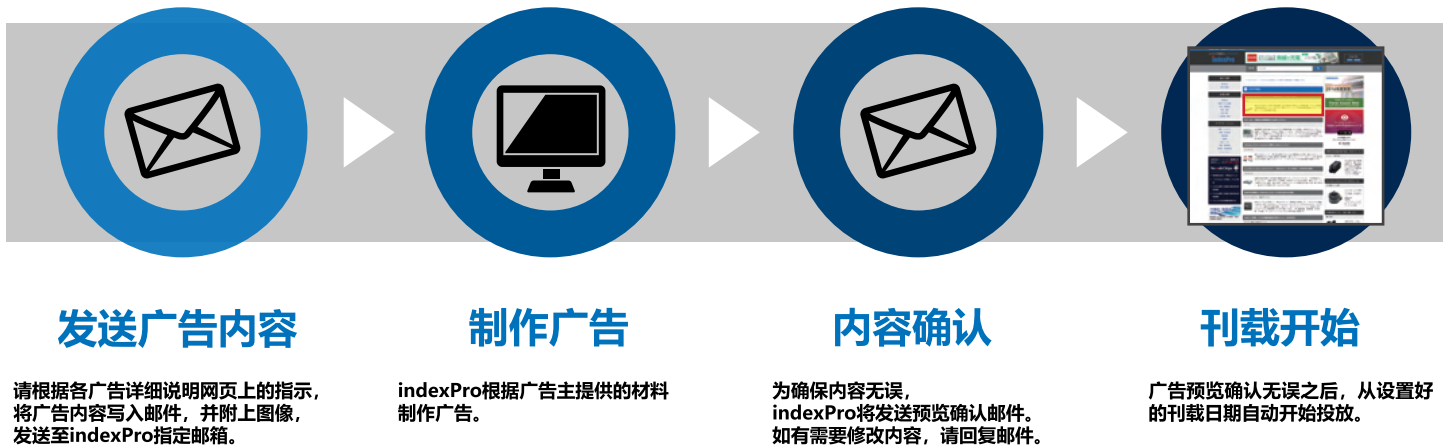 indexPro
发送广告内容
请根据各广告详细说明网页上的指示，
将广告内容写入邮件，并附上图像，
发送至indexPro指定邮箱。
制作广告
indexPro根据广告主提供的材料
制作广告。
内容确认
为确保内容无误，
indexPro将发送预览确认邮件。
如有需要修改内容，请回复邮件。
刊载开始
广告预览确认无误之后，从设置好
的刊载日期自动开始投放。